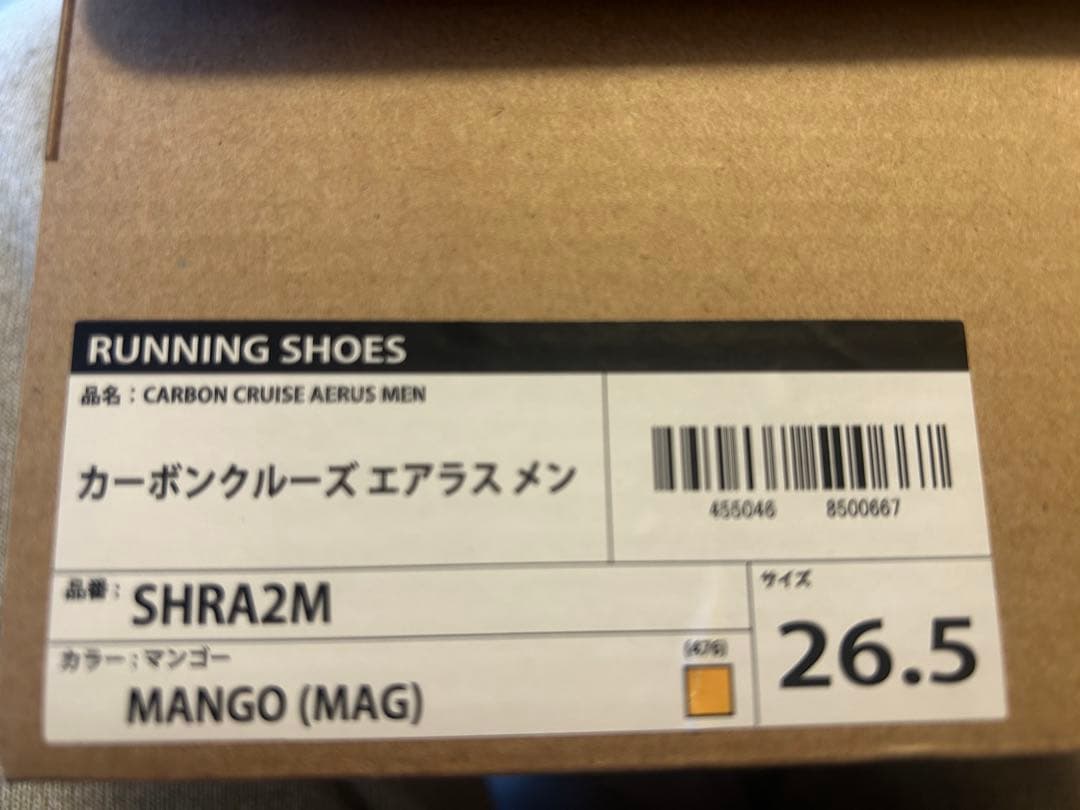 RUNNING SHOES
品名：CARBON CRUISE AERUS MEN
カーボンクルーズ エアラス メン
455046 8500667
品番：SHRA2M
サイズ
26.5
カラー：マンゴー
(476)
MANGO (MAG)